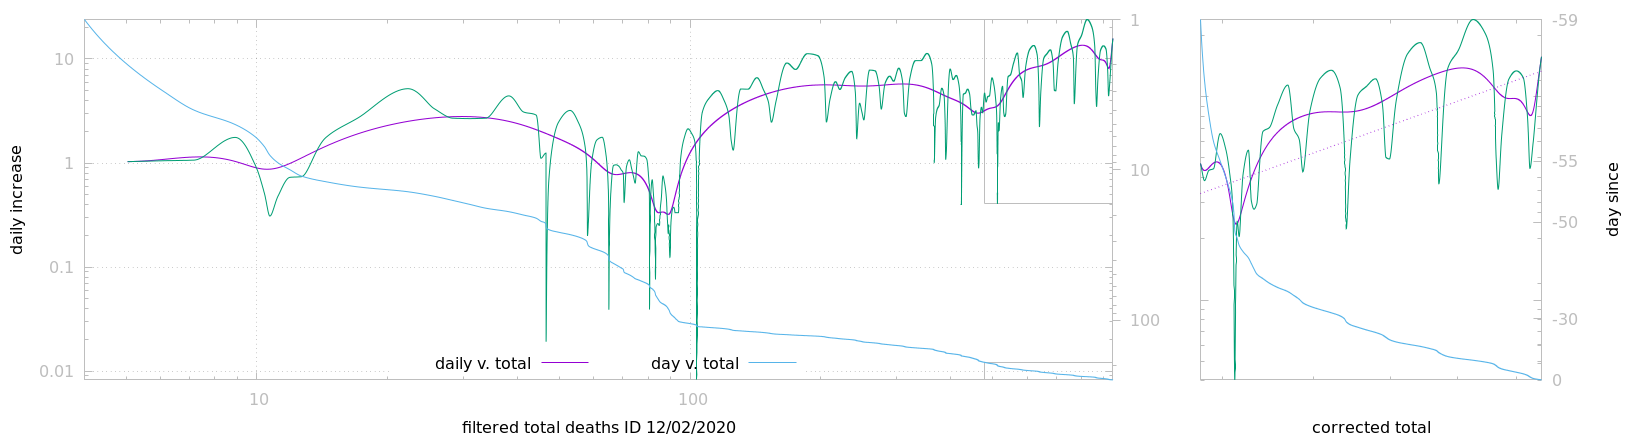 10
1
0.1
0.01
daily increase
daily v. total
day v. total
10
100
filtered total deaths ID 12/02/2020
1
10
100
-59
-55
-50
-30
0
day since
corrected total